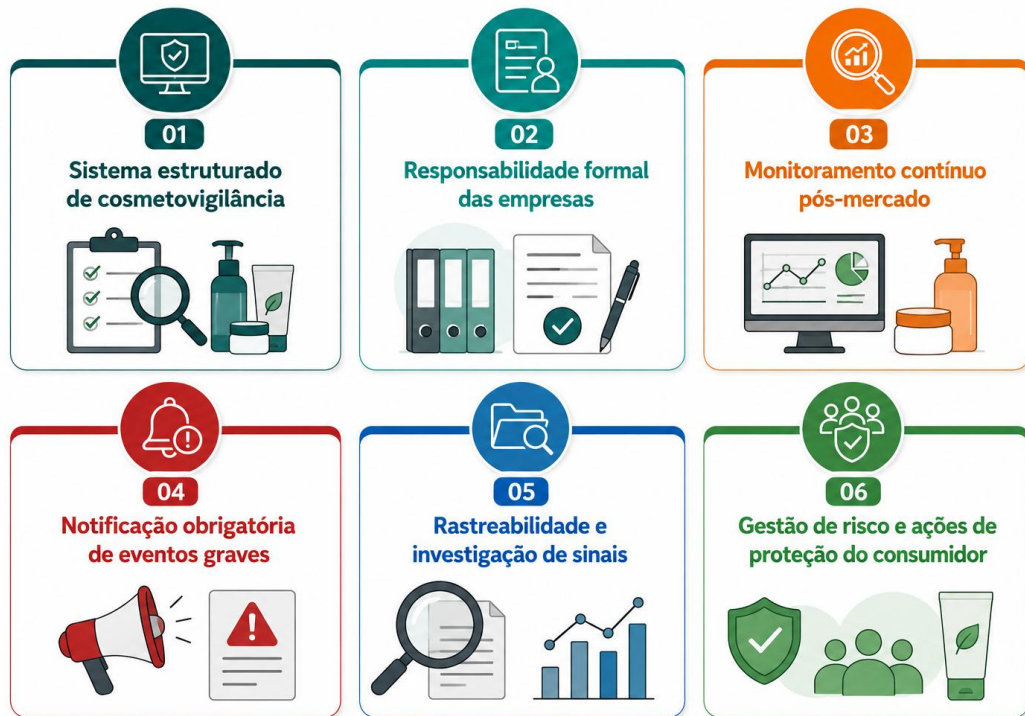 01
Sistema estruturado
de cosmetovigilância
02
Responsabilidade formal
das empresas
03
Monitoramento contínuo
pós-mercado
04
Notificação obrigatória
de eventos graves
05
Rastreabilidade e
investigação de sinais
06
Gestão de risco e ações de
proteção do consumidor